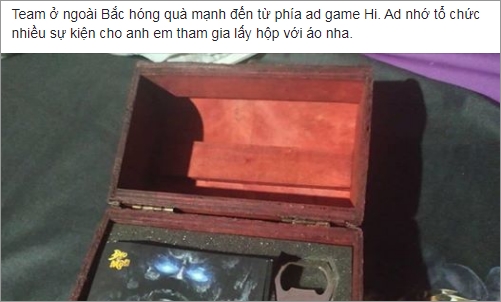 Team ở ngoài Bắc hóng quà mạnh đến từ phía ad game Hi. Ad nhớ tổ chức
nhiều sự kiện cho anh em tham gia lấy hộp với áo nha.